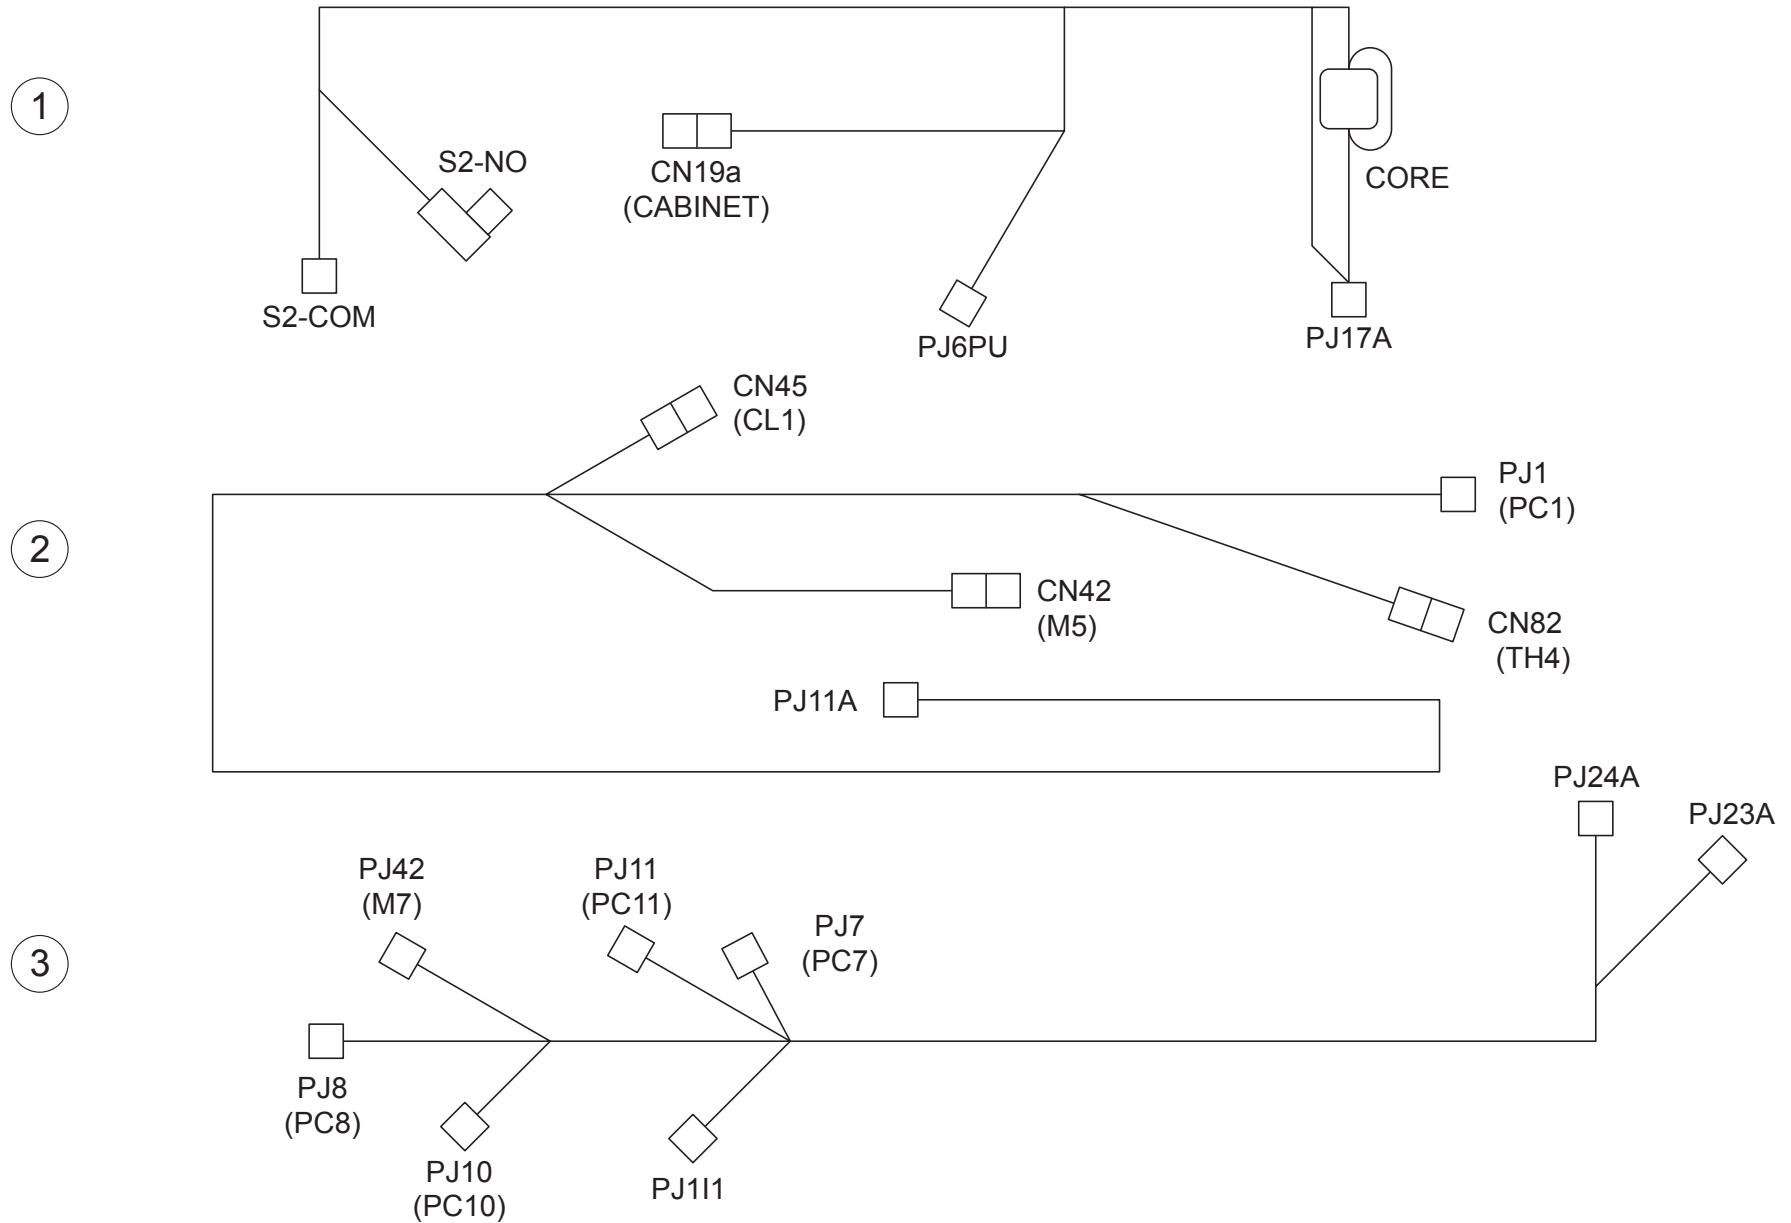 1
S2-NO
CN19a
(CABINET)
CORE
S2-COM
PJ6PU
PJ17A
2
CN45
(CL1)
PJ1
(PC1)
CN42
(M5)
CN82
(TH4)
PJ11A
3
PJ24A
PJ23A
PJ42
(M7)
PJ11
(PC11)
PJ7
(PC7)
PJ8
(PC8)
PJ10
(PC10)
PJ1I1